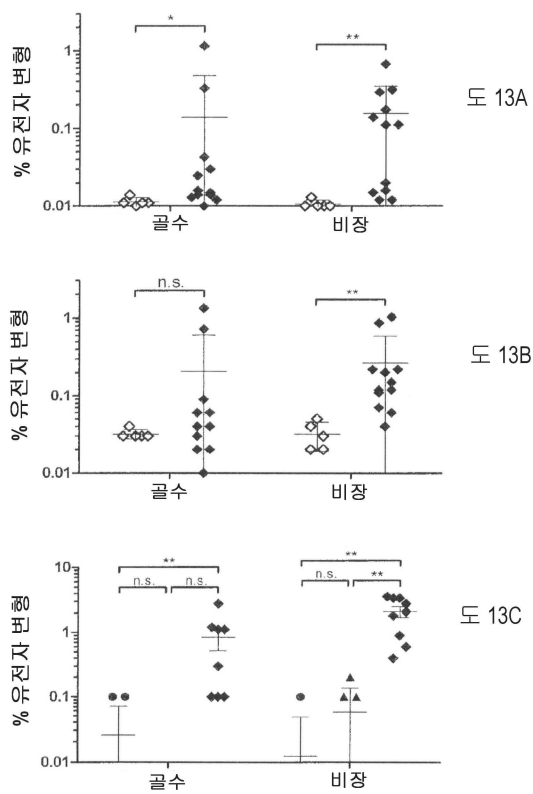 *
**
1
0.1
0.01
% 유전자 변형
골수
비장
도 13A
n.s.
**
1
0.1
0.01
% 유전자 변형
골수
비장
도 13B
**
**
n.s.
n.s.
n.s.
**
10
1
0.1
0.01
% 유전자 변형
골수
비장
도 13C